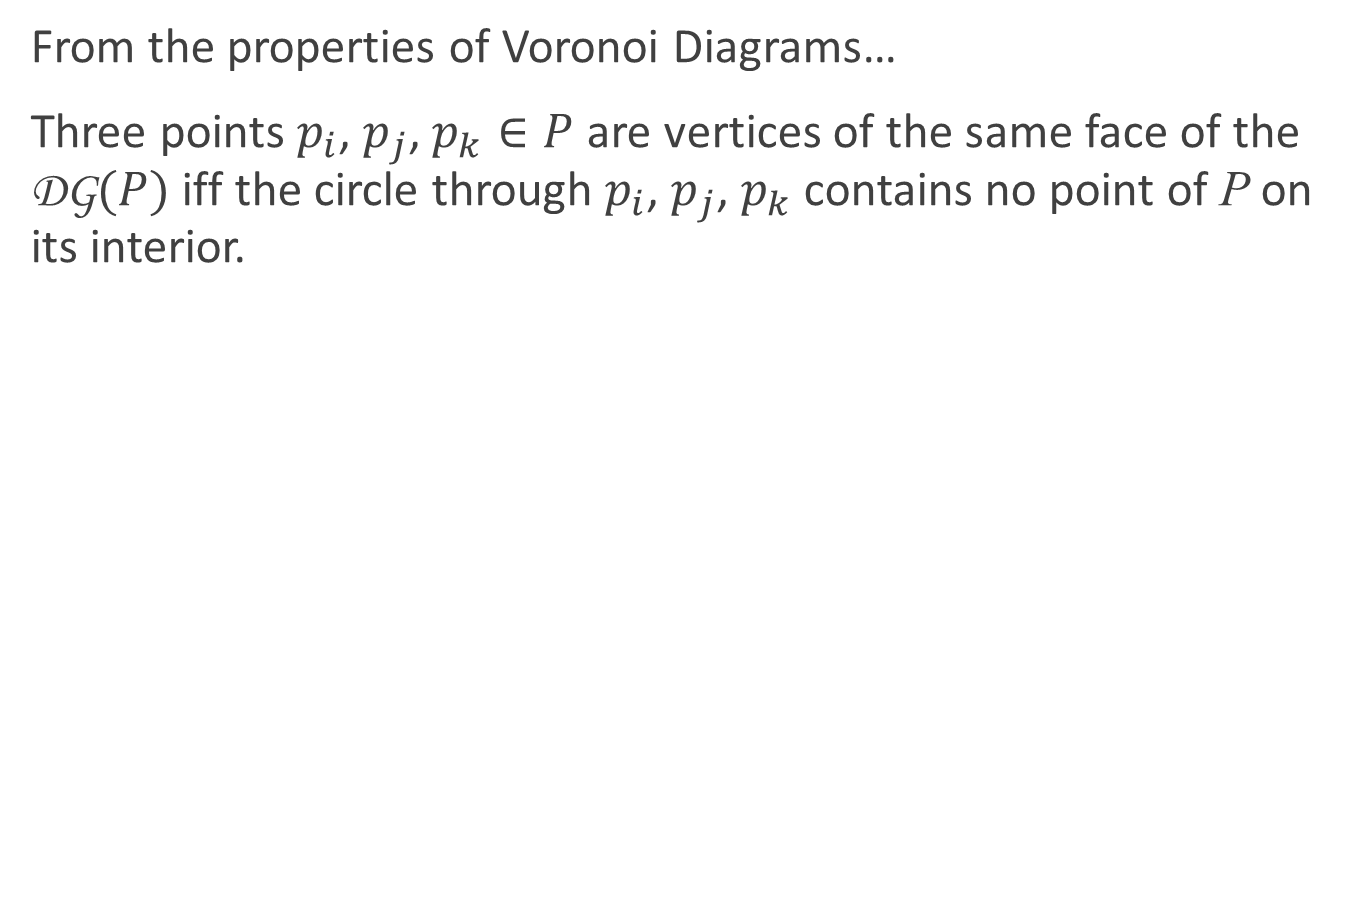 From the properties of Voronoi Diagrams…
Three points 𝑝ᵢ, 𝑝ⱼ, 𝑝ₖ ∈ 𝑃 are vertices of the same face of the
𝒟𝒢(𝑃) iff the circle through 𝑝ᵢ, 𝑝ⱼ, 𝑝ₖ contains no point of 𝑃 on
its interior.